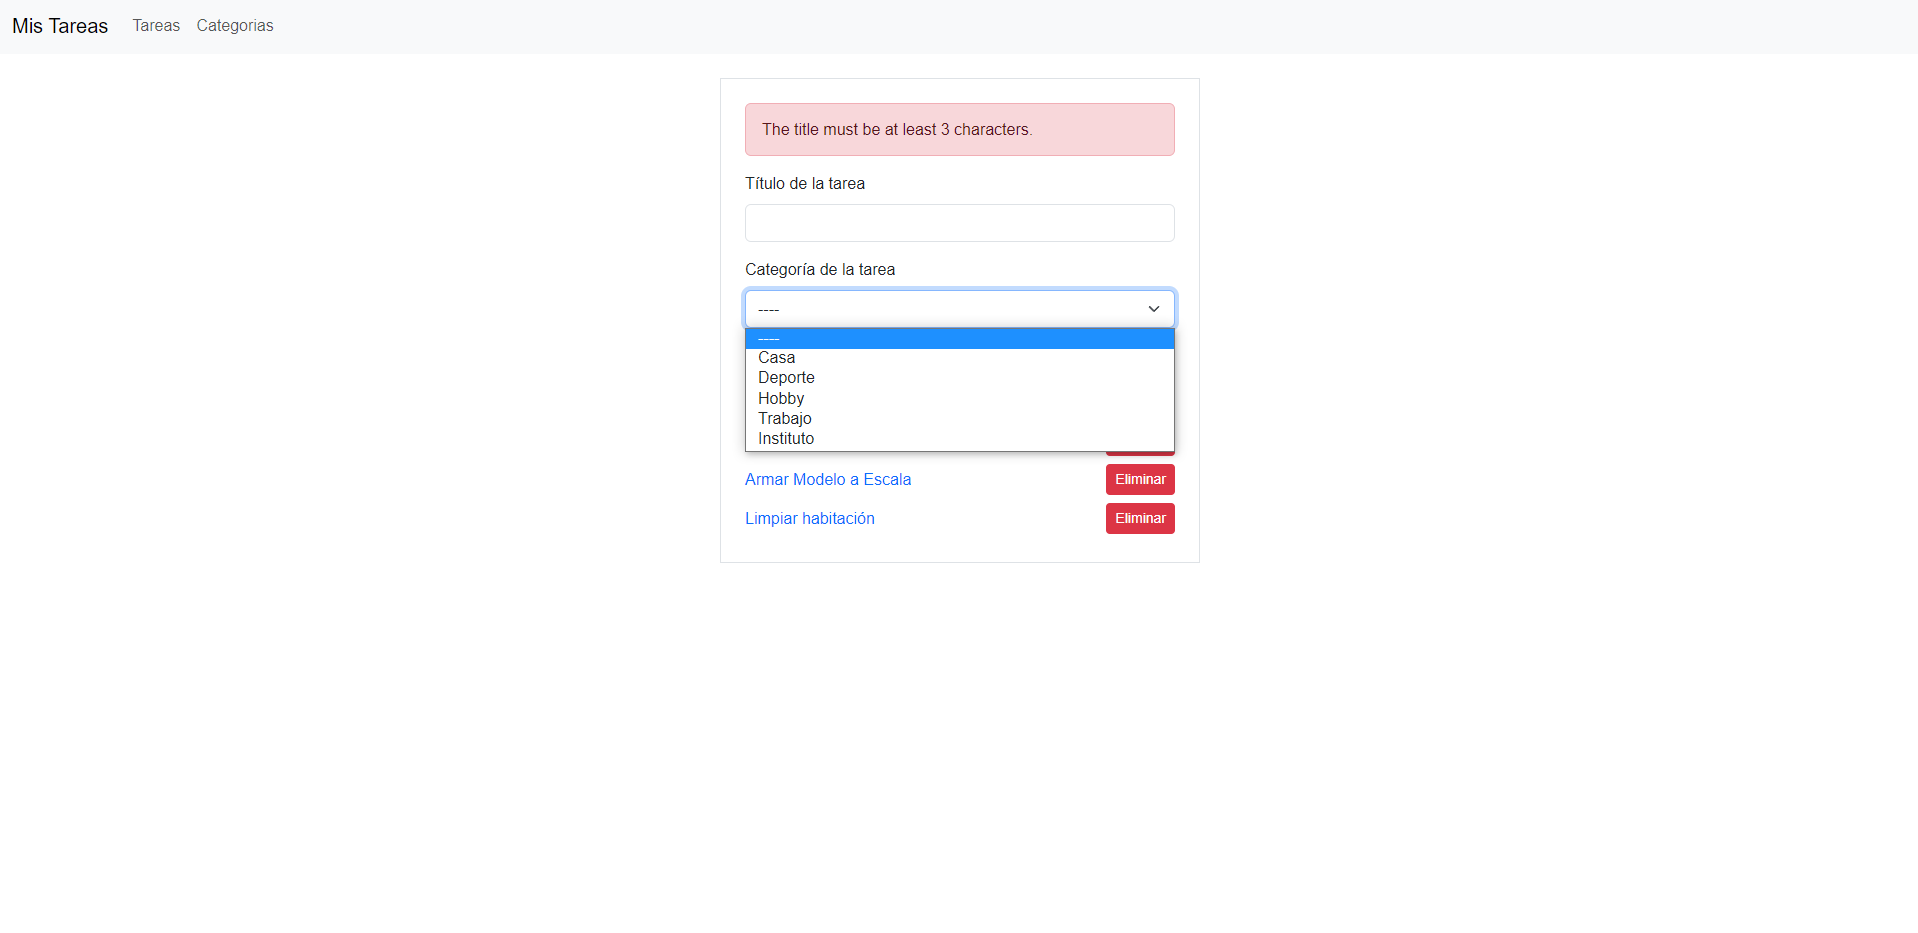 Mis Tareas Tareas Categorias
The title must be at least 3 characters.
Título de la tarea
Categoría de la tarea
----
----
Casa
Deporte
Hobby
Trabajo
Instituto
Armar Modelo a Escala Eliminar
Limpiar habitación Eliminar